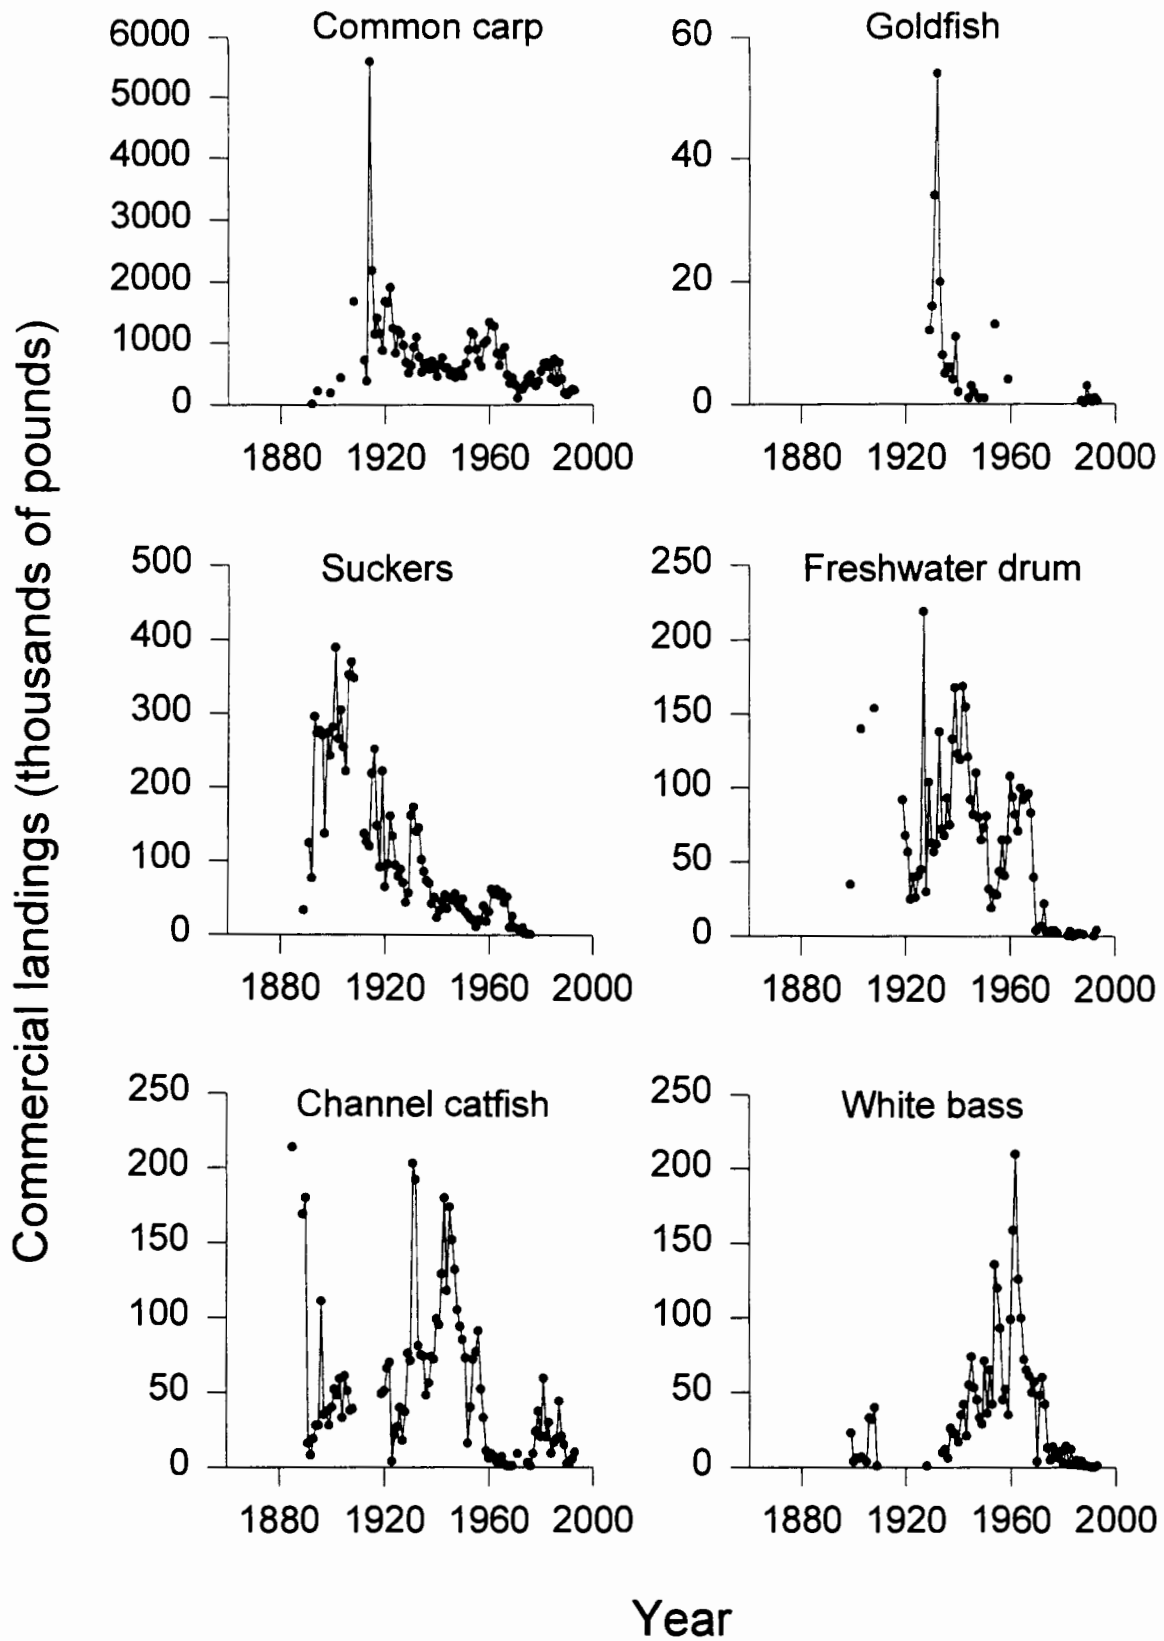 Commercial landings (thousands of pounds)
Common carp
6000
5000
4000
3000
2000
1000
0
1880 1920 1960 2000
Goldfish
60
40
20
0
1880 1920 1960 2000
Suckers
500
400
300
200
100
0
1880 1920 1960 2000
Freshwater drum
250
200
150
100
50
0
1880 1920 1960 2000
Channel catfish
250
200
150
100
50
0
1880 1920 1960 2000
White bass
250
200
150
100
50
0
1880 1920 1960 2000
Year